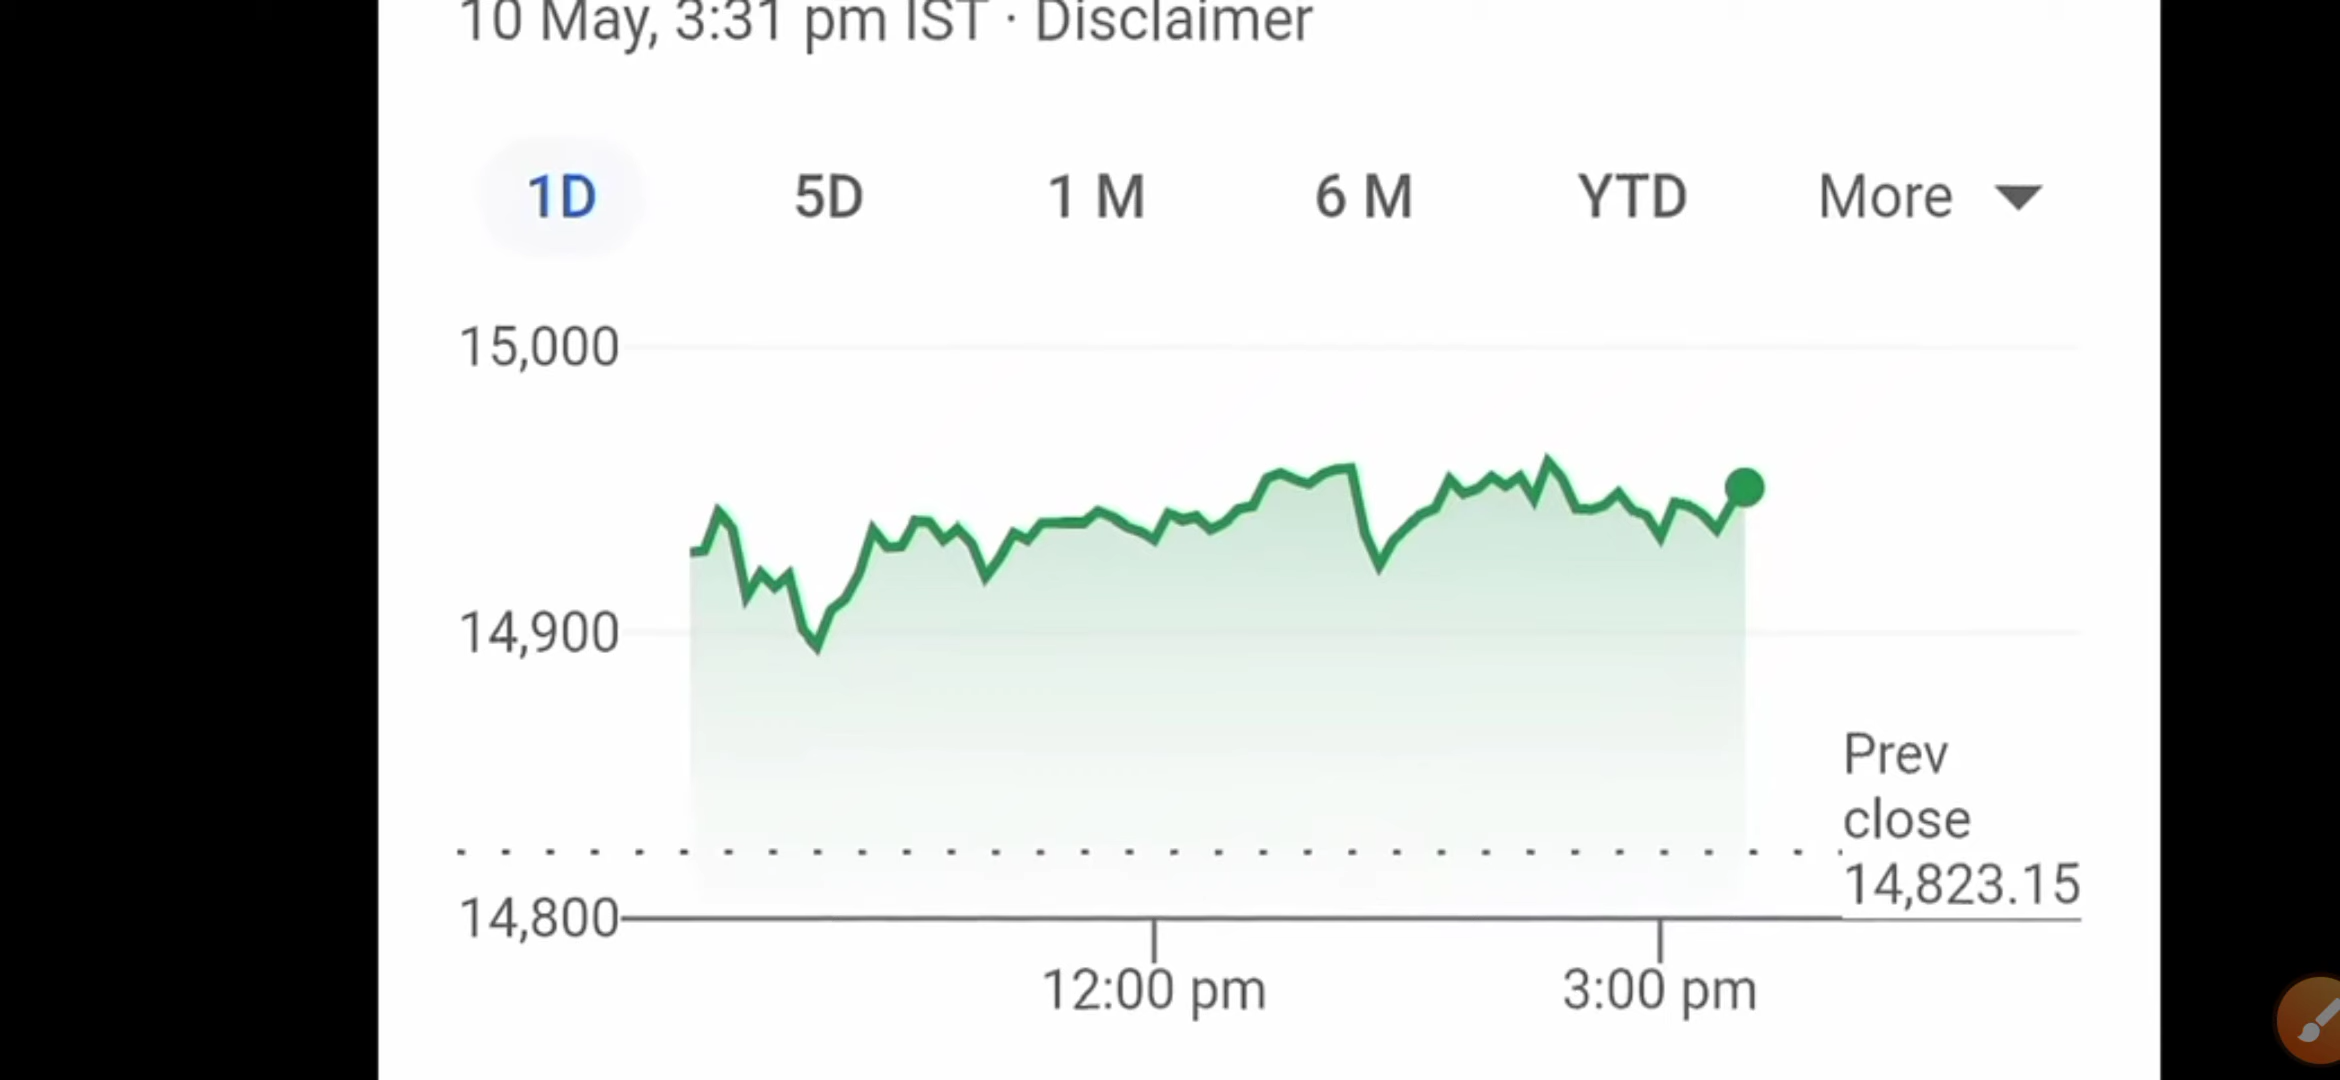 10 May, 3:31 pm IST · Disclaimer
1D 5D 1 M 6 M YTD More
15,000
14,900
Prev
close
14,823.15
14,800
12:00 pm 3:00 pm